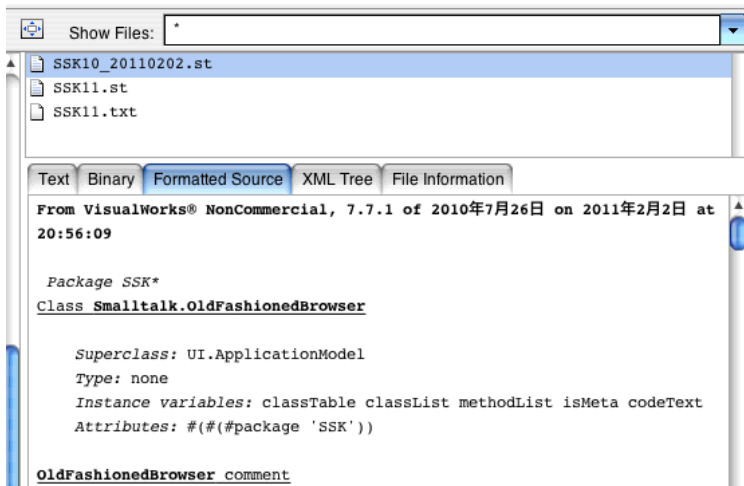 Show Files: *
SSK10_20110202.st
SSK11.st
SSK11.txt
Text Binary Formatted Source XML Tree File Information
From VisualWorks® NonCommercial, 7.7.1 of 2010年7月26日 on 2011年2月2日 at
20:56:09
Package SSK*
Class Smalltalk.OldFashionedBrowser
Superclass: UI.ApplicationModel
Type: none
Instance variables: classTable classList methodList isMeta codeText
Attributes: #(#(#package 'SSK'))
OldFashionedBrowser comment